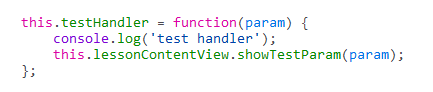 this.testHandler = function(param) {
    console.log('test handler');
    this.lessonContentView.showTestParam(param);
};